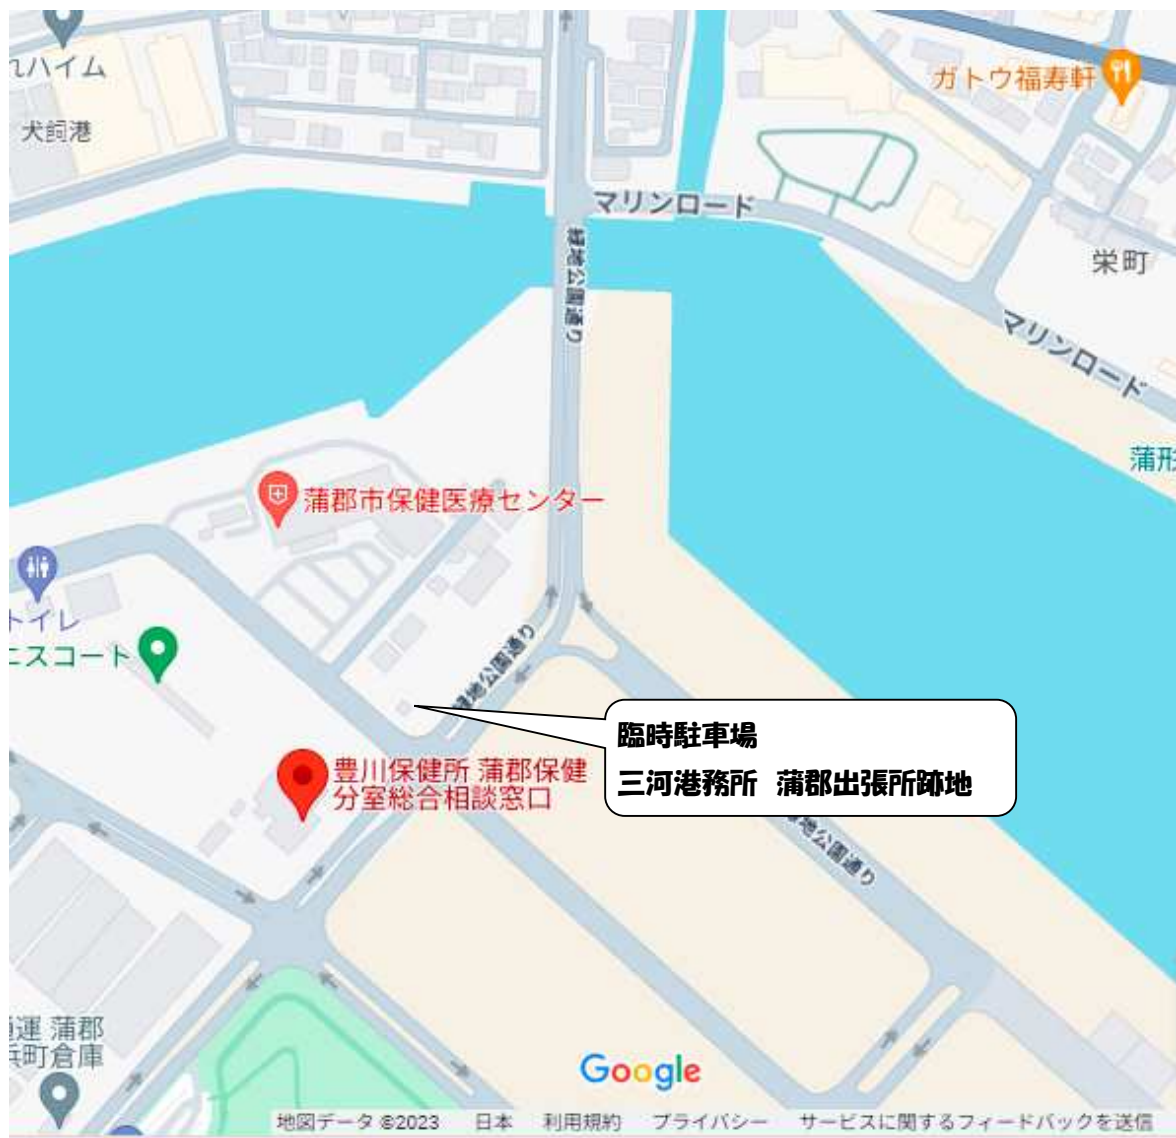 れハイム
犬飼港
ガトウ福寿軒
マリンロード
緑地公園通り
栄町
マリンロード
蒲形
蒲郡市保健医療センター
トイレ
ニスコート
緑地公園通り
臨時駐車場
三河港務所 蒲郡出張所跡地
豊川保健所 蒲郡保健
分室総合相談窓口
緑地公園通り
運 蒲郡
浜町倉庫
Google
地図データ ©2023 日本 利用規約 プライバシー サービスに関するフィードバックを送信